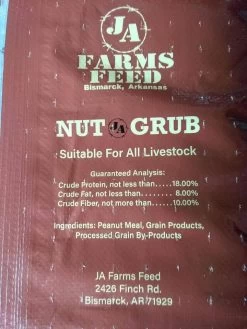 JA
FARMS
FEED
Bismarck, Arkansas
NUT JA GRUB
Suitable For All Livestock
Guaranteed Analysis:
Crude Protein, not less than.....18.00%
Crude Fat, not less than........ 8.00%
Crude Fiber, not more than......10.00%
Ingredients: Peanut Meal, Grain Products,
Processed Grain By-Products
JA Farms Feed
2426 Finch Rd.
Bismarck, AR 71929